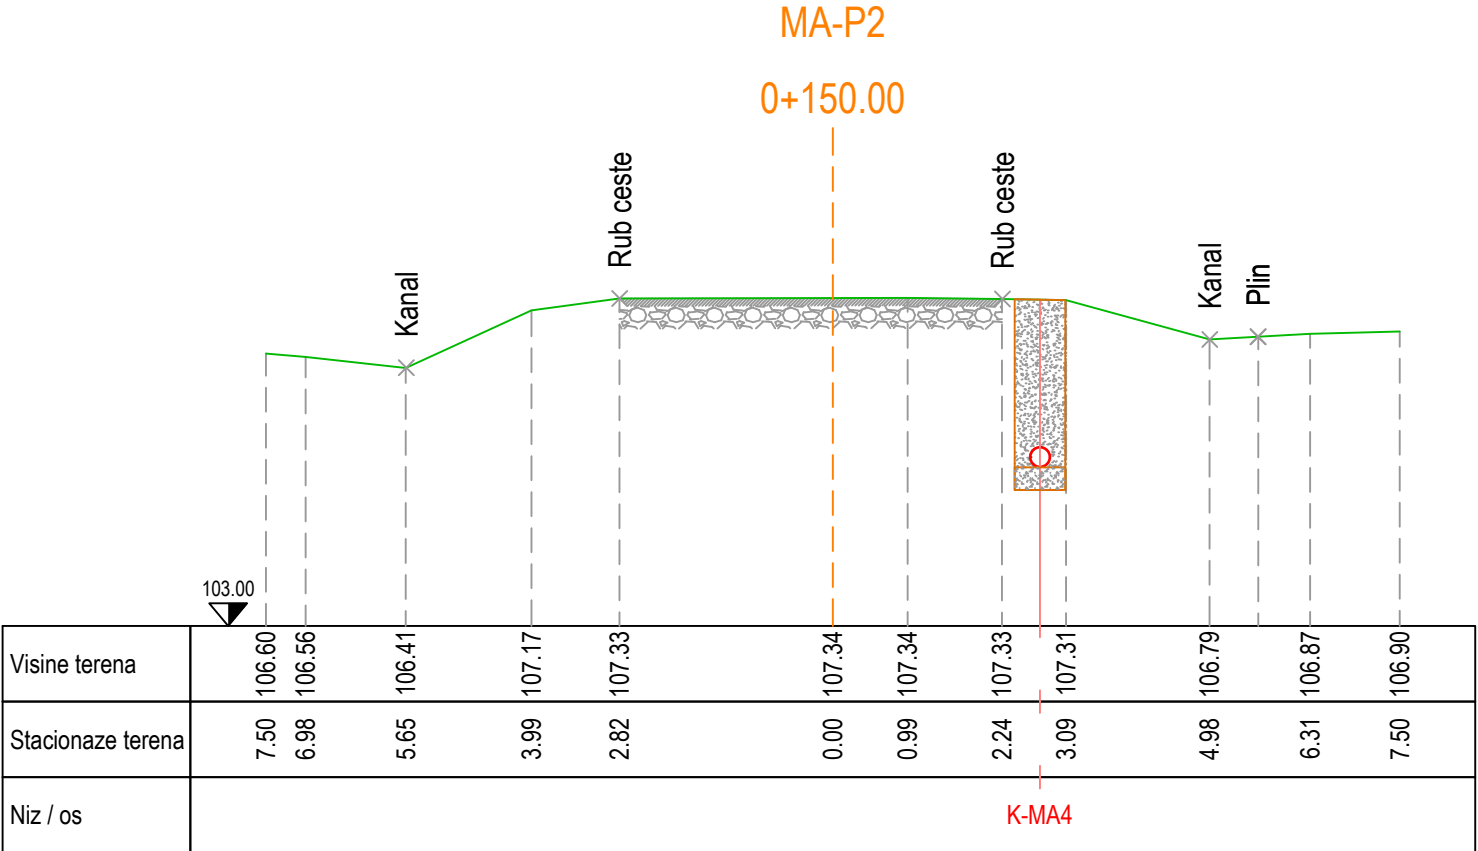 MA-P2
0+150.00
Rub ceste
Rub ceste
Kanal
Kanal
Plin
103.00
Visine terena 106.60 106.56 106.41 107.17 107.33 107.34 107.34 107.33 107.31 106.79 106.87 106.90
Stacionaze terena 7.50 6.98 5.65 3.99 2.82 0.00 0.99 2.24 3.09 4.98 6.31 7.50
Niz / os K-MA4